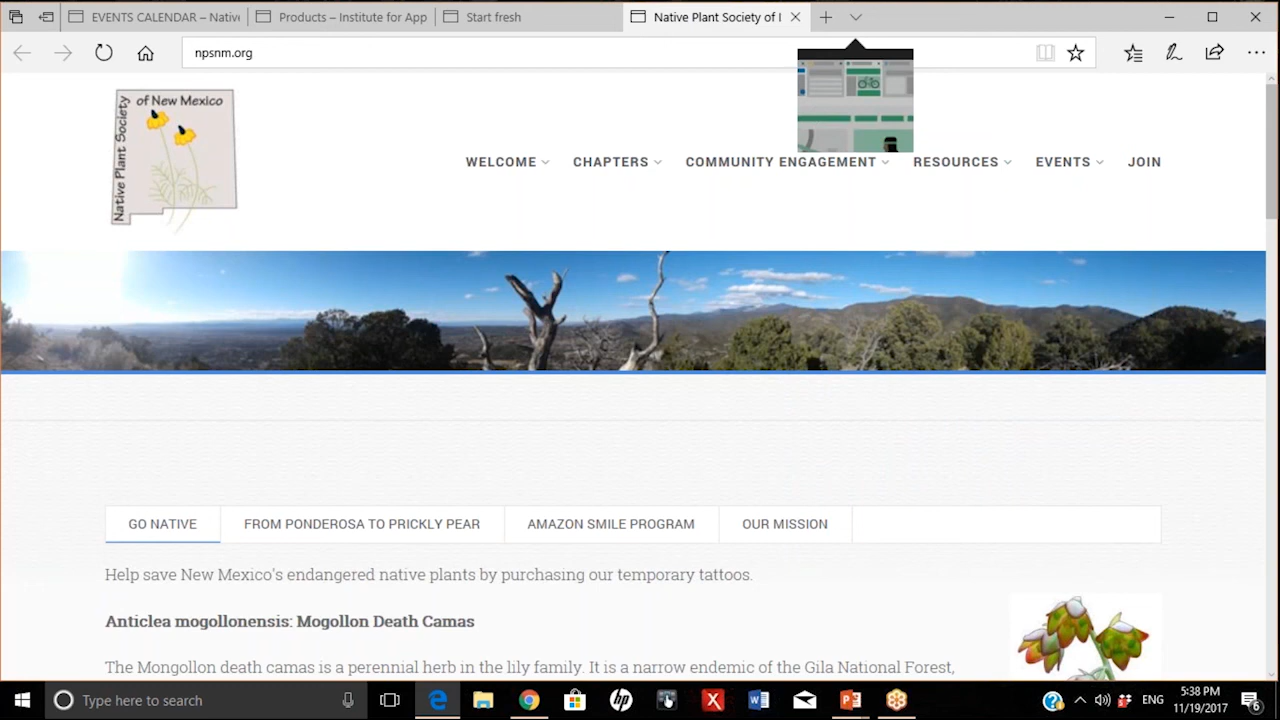 EVENTS CALENDAR – Native
Products – Institute for App
Start fresh
Native Plant Society of
npsnm.org
Native Plant Society
of New Mexico
WELCOME
CHAPTERS
COMMUNITY ENGAGEMENT
RESOURCES
EVENTS
JOIN
GO NATIVE
FROM PONDEROSA TO PRICKLY PEAR
AMAZON SMILE PROGRAM
OUR MISSION
Help save New Mexico's endangered native plants by purchasing our temporary tattoos.
Anticlea mogollonensis: Mogollon Death Camas
The Mongollon death camas is a perennial herb in the lily family. It is a narrow endemic of the Gila National Forest,
Type here to search
hp
ENG
5:38 PM
11/19/2017
6